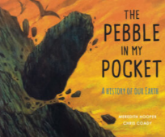 THE
PEBBLE
IN MY
POCKET
A HISTORY OF OUR EARTH